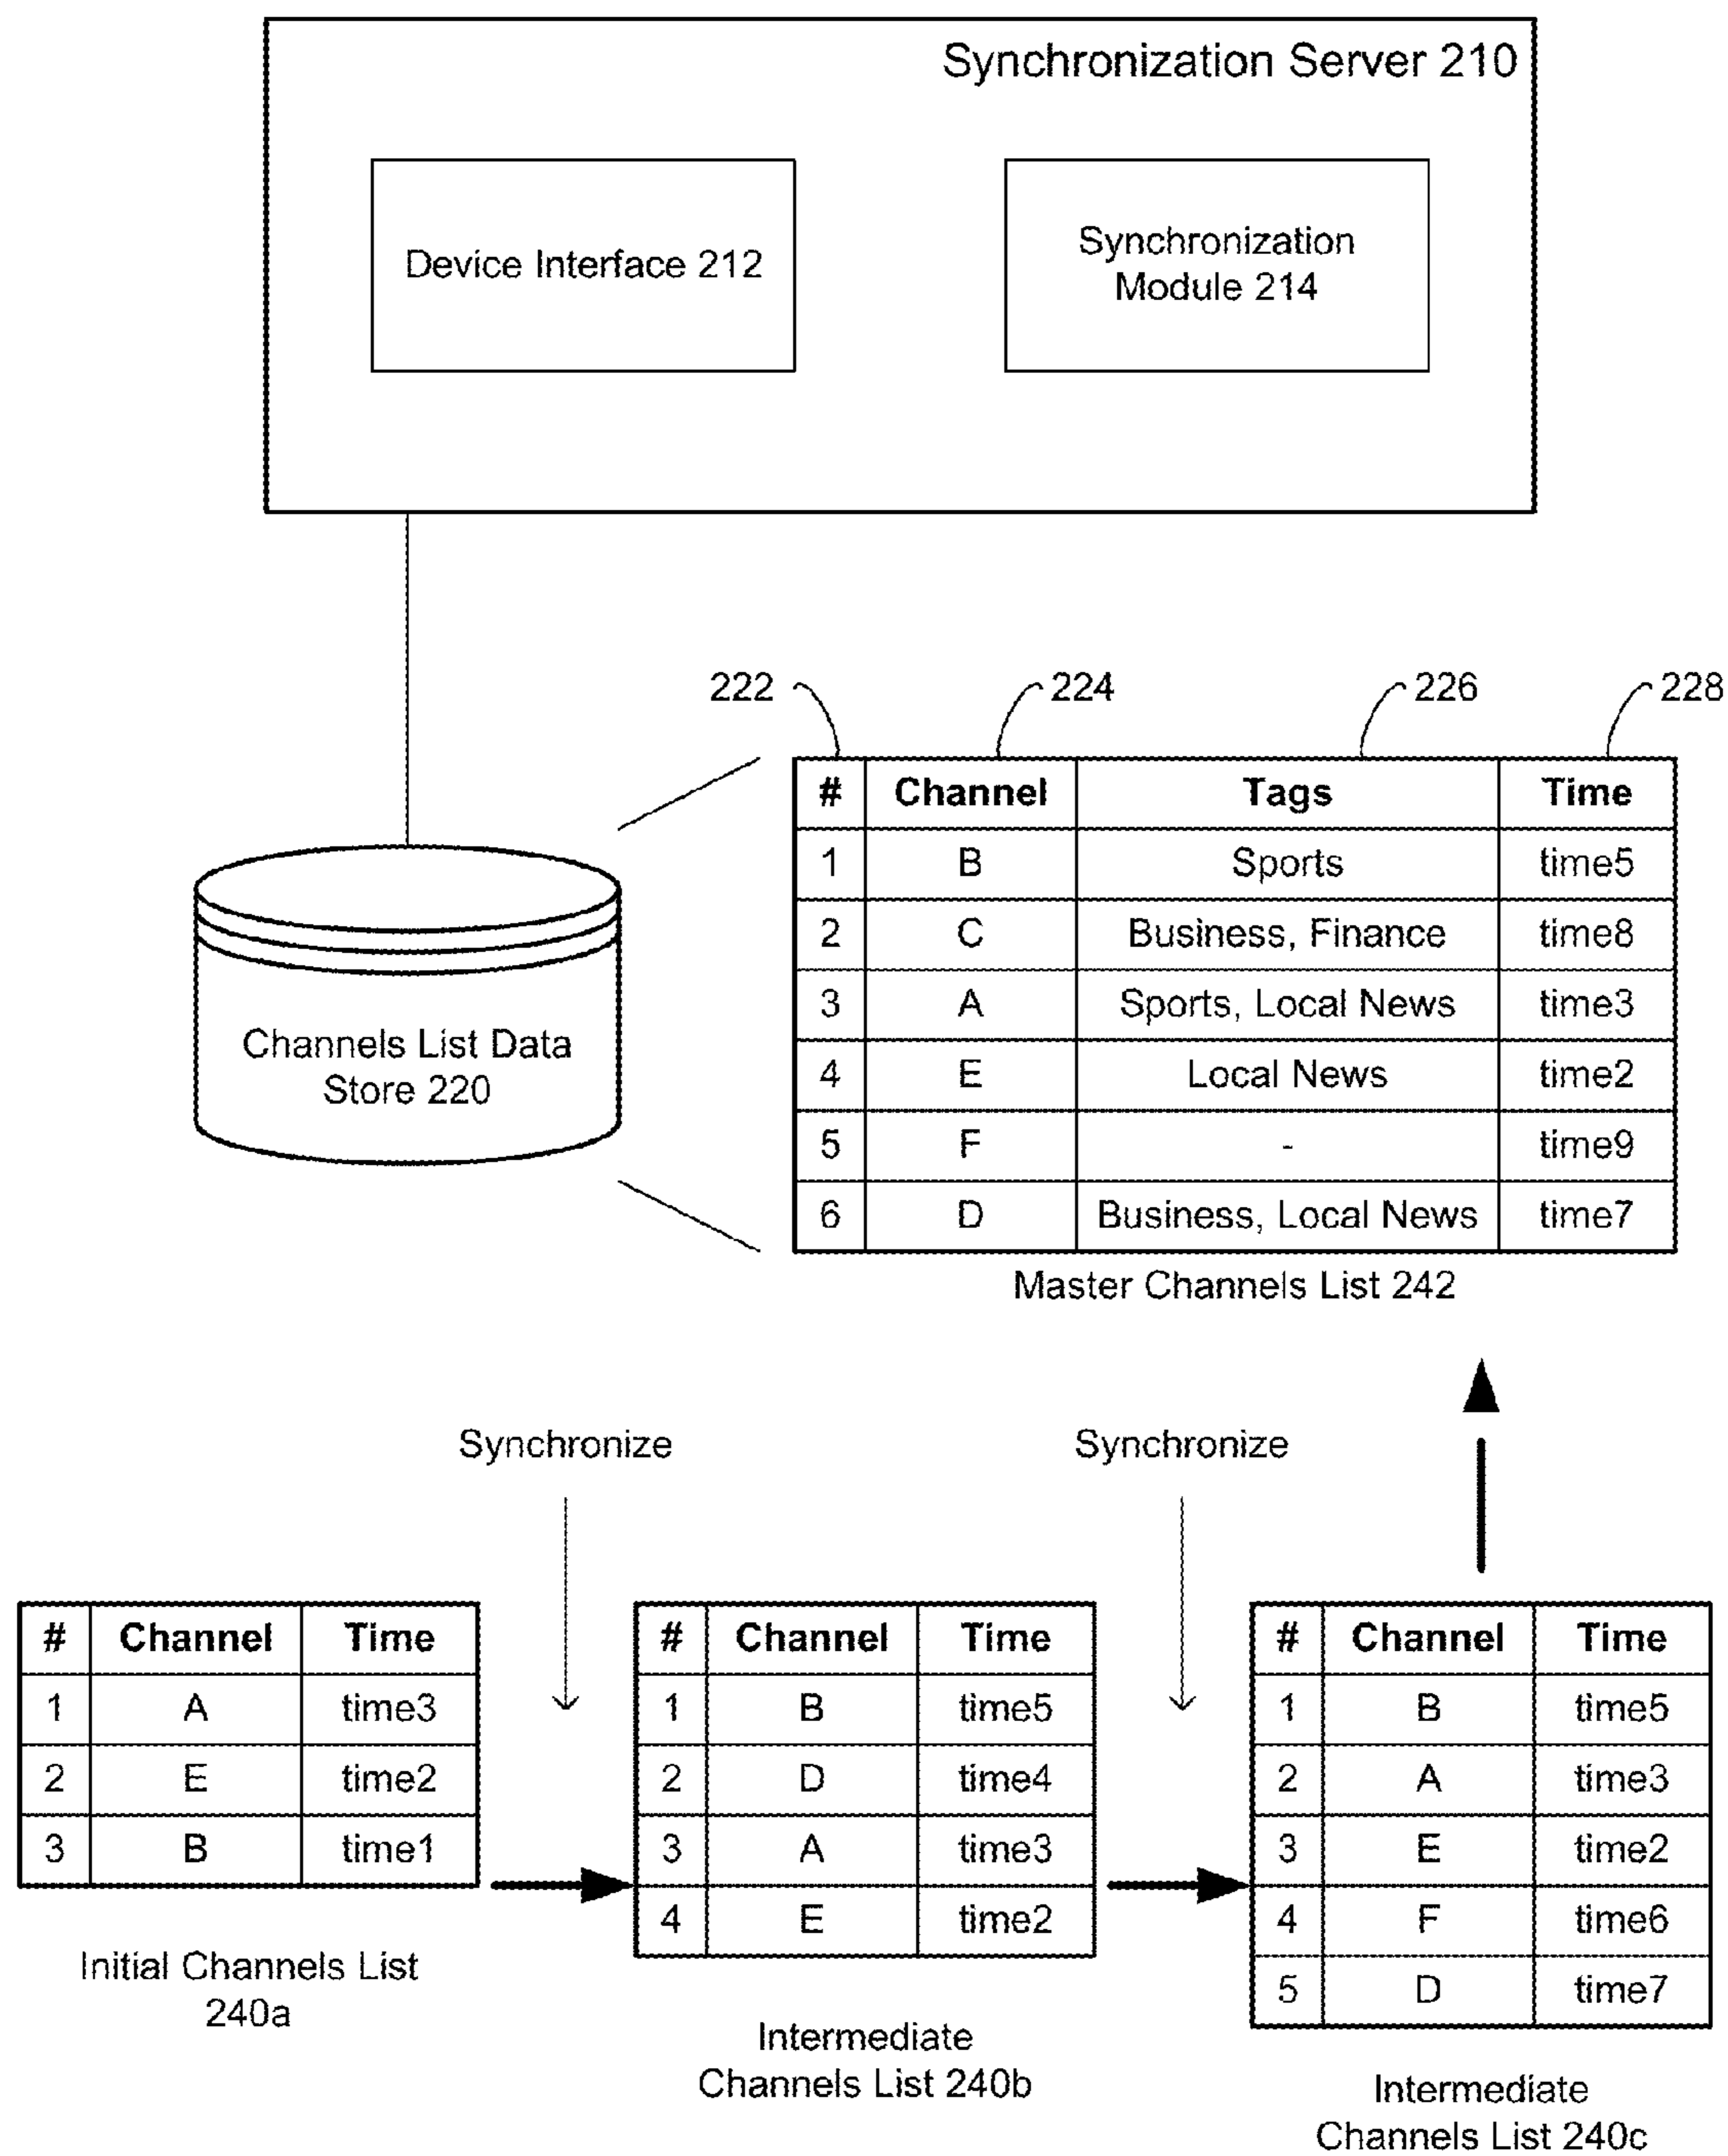 Synchronization Server 210
Device Interface 212
Synchronization
Module 214
222 224 226 228
# Channel Tags Time
1 B Sports time5
2 C Business, Finance time8
3 A Sports, Local News time3
4 E Local News time2
5 F - time9
6 D Business, Local News time7
Master Channels List 242
Channels List Data
Store 220
Synchronize
Synchronize
# Channel Time
1 A time3
2 E time2
3 B time1
Initial Channels List
240a
# Channel Time
1 B time5
2 D time4
3 A time3
4 E time2
Intermediate
Channels List 240b
# Channel Time
1 B time5
2 A time3
3 E time2
4 F time6
5 D time7
Intermediate
Channels List 240c